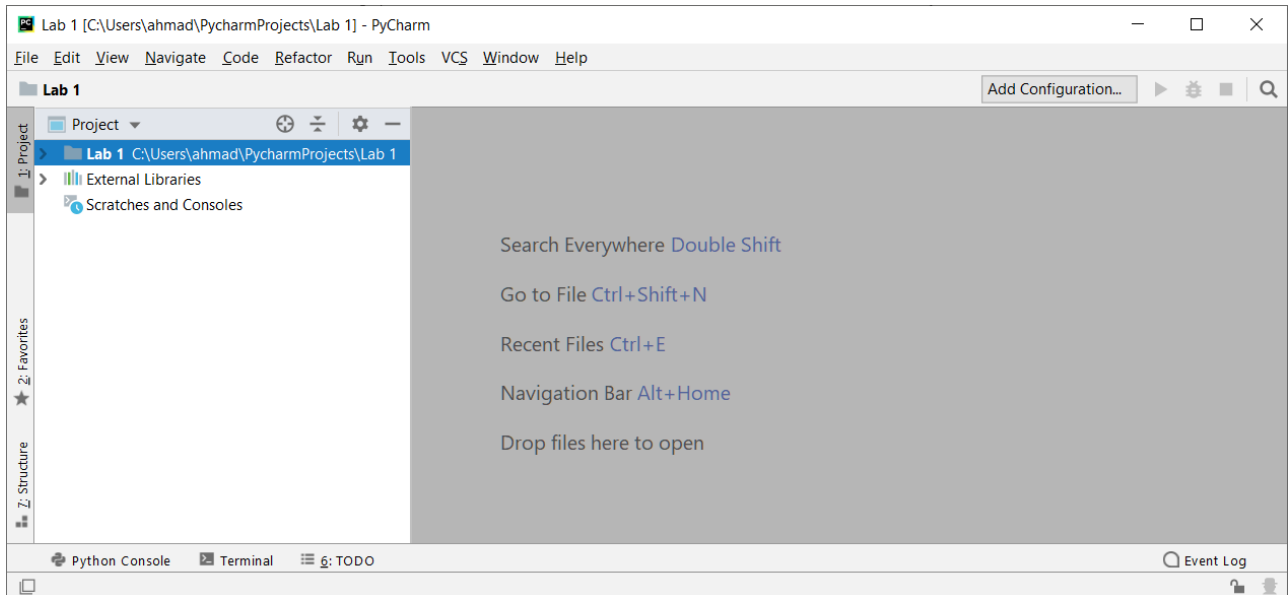 PC Lab 1 [C:\Users\ahmad\PycharmProjects\Lab 1] - PyCharm
File Edit View Navigate Code Refactor Run Tools VCS Window Help
Lab 1 Add Configuration...
1: Project
Project
Lab 1 C:\Users\ahmad\PycharmProjects\Lab 1
External Libraries
Scratches and Consoles
Search Everywhere Double Shift
Go to File Ctrl+Shift+N
Recent Files Ctrl+E
Navigation Bar Alt+Home
Drop files here to open
2: Favorites
Z: Structure
Python Console Terminal 6: TODO Event Log